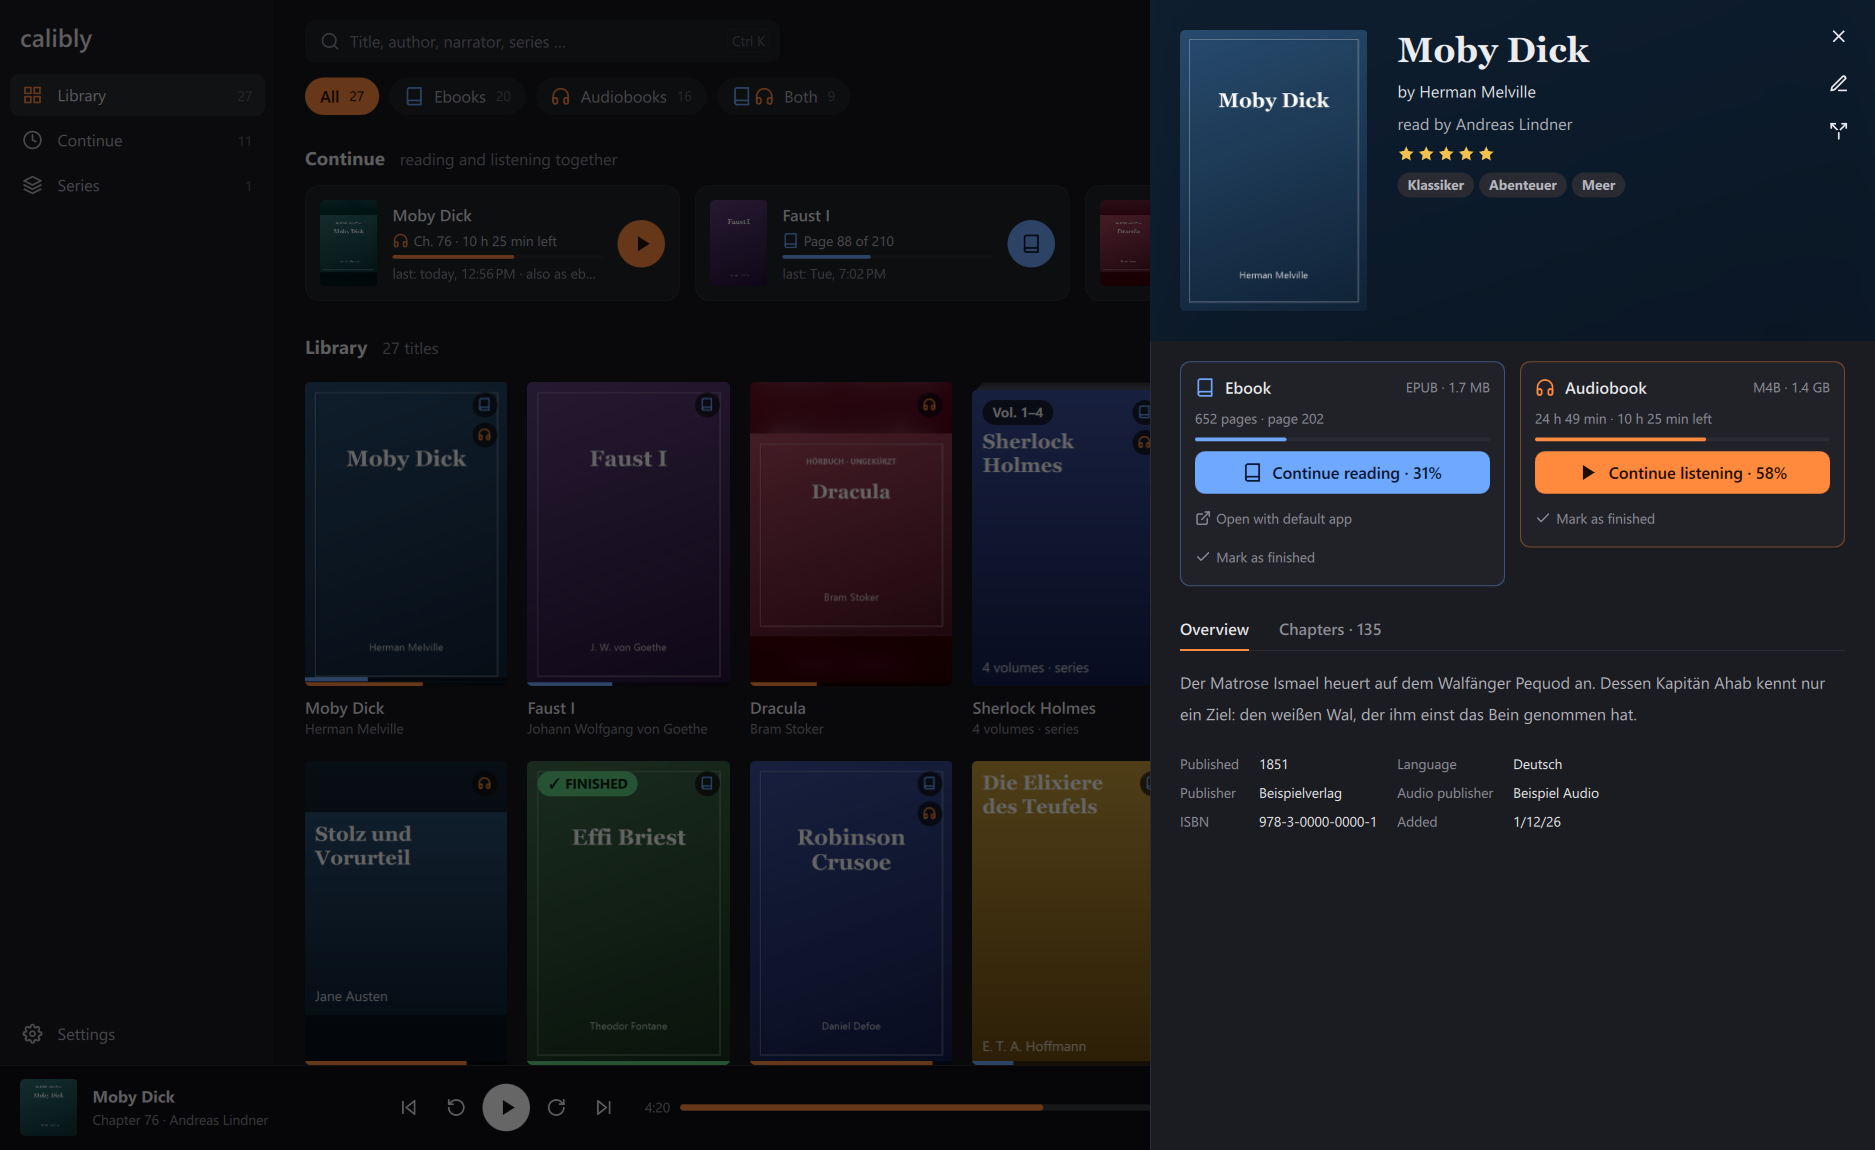 calibly
Library 27
Continue 11
Series 1
Settings
Title, author, narrator, series ... Ctrl K
All 27
Ebooks 20
Audiobooks 16
Both 9
Continue reading and listening together
Moby Dick
Ch. 76 · 10 h 25 min left
last: today, 12:56 PM · also as eb...
Faust I
Faust I
Page 88 of 210
last: Tue, 7:02 PM
Dracula
Library 27 titles
Moby Dick
Herman Melville
Moby Dick
Herman Melville
Faust I
J. W. von Goethe
Faust I
Johann Wolfgang von Goethe
HÖRBUCH · UNGEKÜRZT
Dracula
Bram Stoker
Dracula
Bram Stoker
Vol. 1–4
Sherlock
Holmes
4 volumes · series
Sherlock Holmes
4 volumes · series
Stolz und
Vorurteil
Jane Austen
✓ FINISHED
Effi Briest
Theodor Fontane
Robinson
Crusoe
Daniel Defoe
Die Elixiere
des Teufels
E. T. A. Hoffmann
Moby Dick
Moby Dick
Chapter 76 · Andreas Lindner
4:20
Moby Dick
Herman Melville
Moby Dick
by Herman Melville
read by Andreas Lindner
Klassiker Abenteuer Meer
Ebook EPUB · 1.7 MB
652 pages · page 202
Continue reading · 31%
Open with default app
Mark as finished
Audiobook M4B · 1.4 GB
24 h 49 min · 10 h 25 min left
Continue listening · 58%
Mark as finished
Overview Chapters · 135
Der Matrose Ismael heuert auf dem Walfänger Pequod an. Dessen Kapitän Ahab kennt nur
ein Ziel: den weißen Wal, der ihm einst das Bein genommen hat.
Published 1851 Language Deutsch
Publisher Beispielverlag Audio publisher Beispiel Audio
ISBN 978-3-0000-0000-1 Added 1/12/26